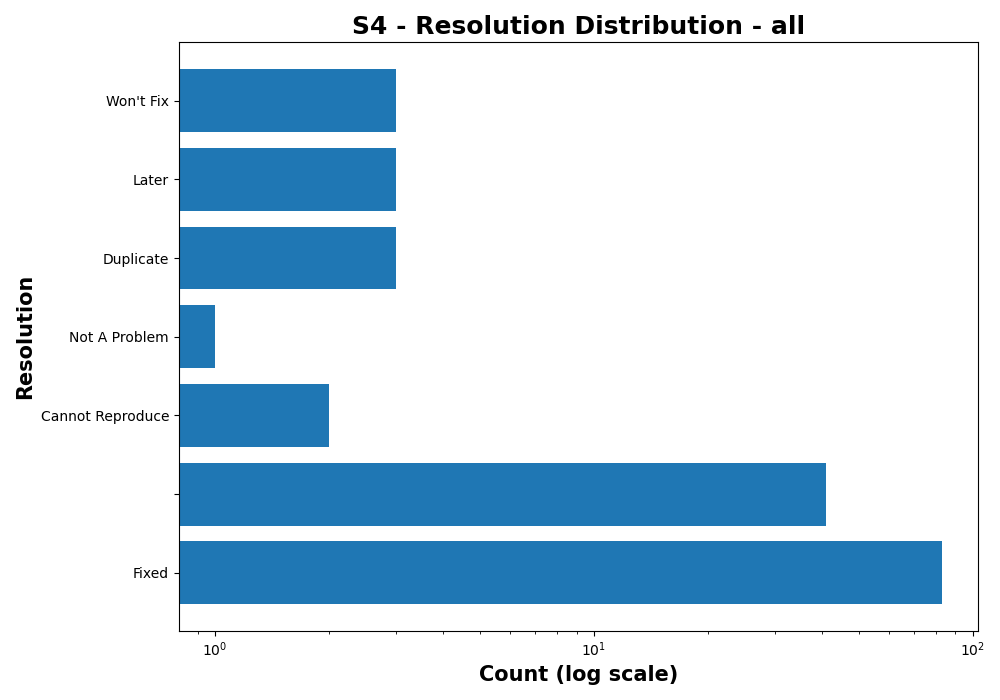 S4 - Resolution Distribution - all
Won't Fix
Later
Duplicate
Not A Problem
Cannot Reproduce
Fixed
Resolution
10^0
10^1
10^2
Count (log scale)